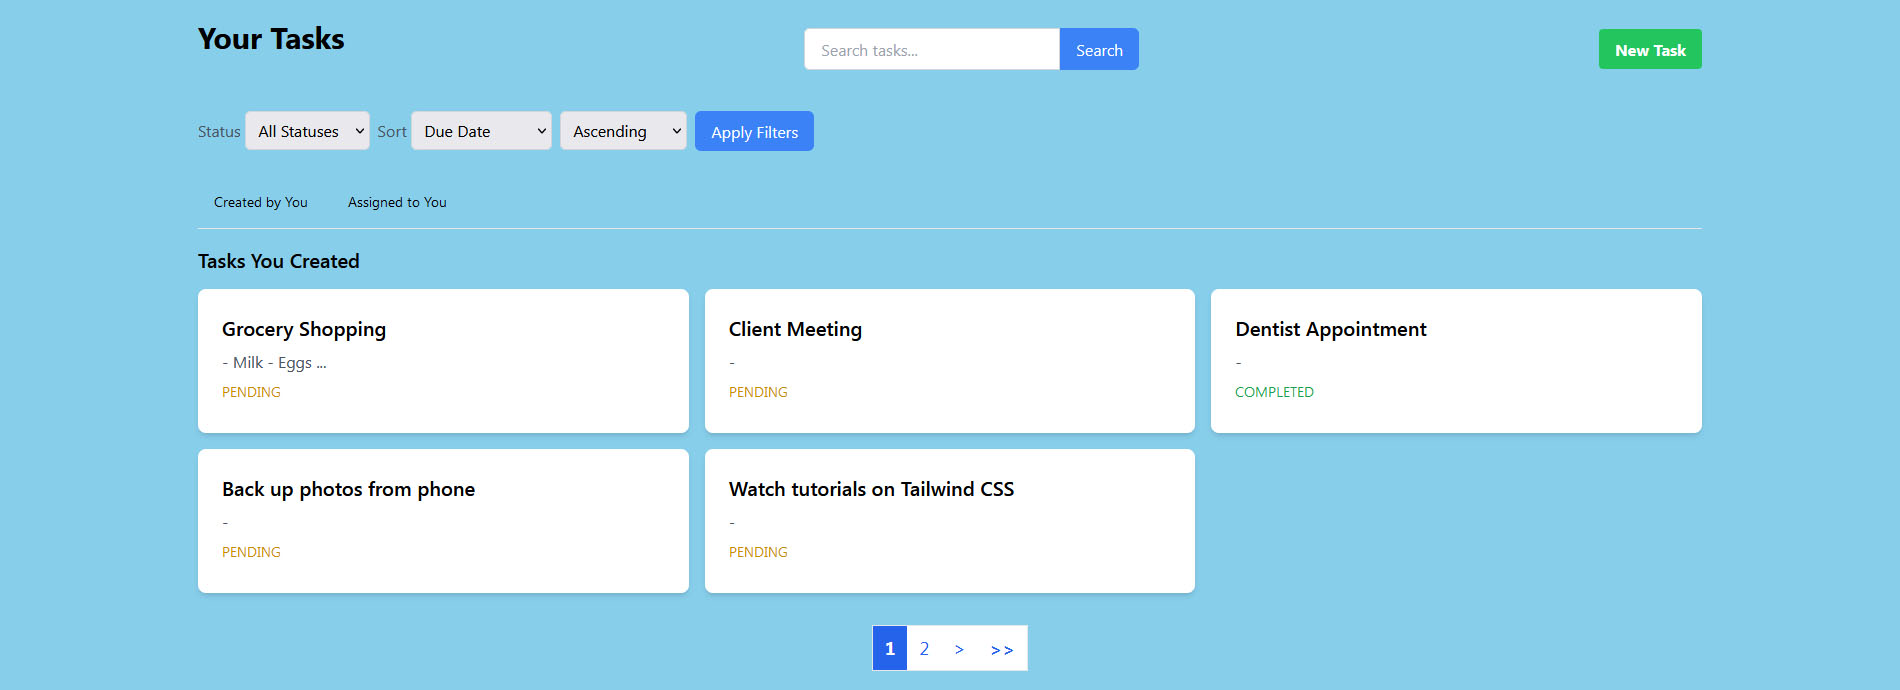 Your Tasks
Search tasks...
Search
New Task
Status All Statuses Sort Due Date Ascending Apply Filters
Created by You Assigned to You
Tasks You Created
Grocery Shopping
- Milk - Eggs ...
PENDING
Client Meeting
-
PENDING
Dentist Appointment
-
COMPLETED
Back up photos from phone
-
PENDING
Watch tutorials on Tailwind CSS
-
PENDING
1 2 > >>